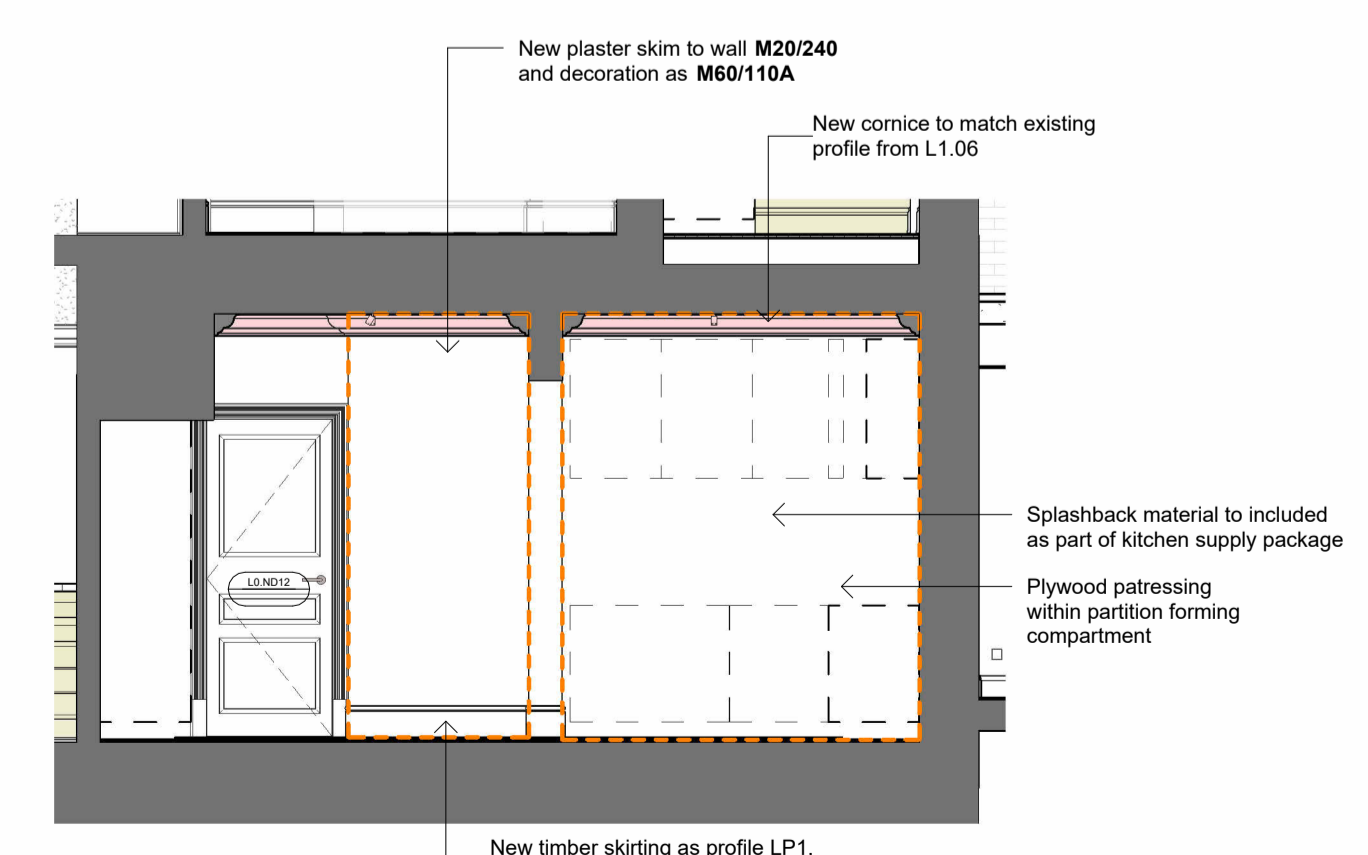 New plaster skim to wall M20/240
and decoration as M60/110A
New cornice to match existing
profile from L1.06
L0.ND12
Splashback material to included
as part of kitchen supply package
Plywood patressing
within partition forming
compartment
New timber skirting as profile LP1.